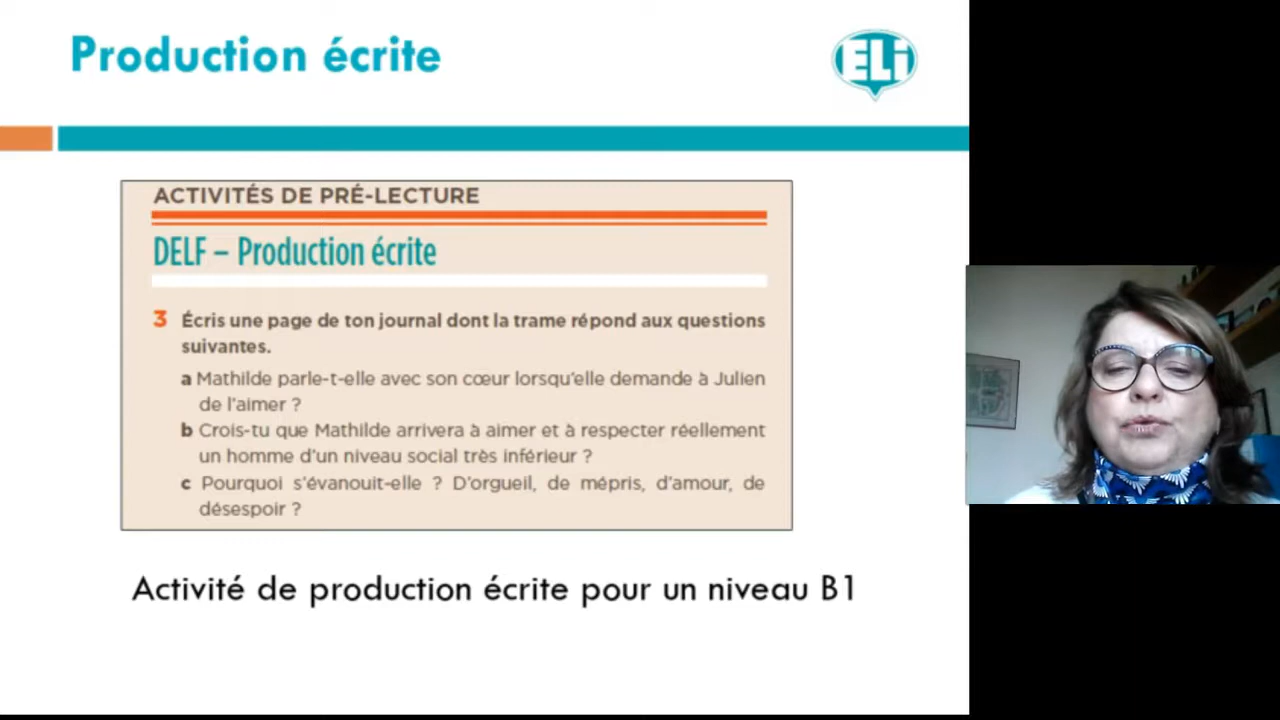 Production écrite
ELi
ACTIVITÉS DE PRÉ-LECTURE
DELF – Production écrite
3 Écris une page de ton journal dont la trame répond aux questions
suivantes.
a Mathilde parle-t-elle avec son cœur lorsqu'elle demande à Julien
de l'aimer ?
b Crois-tu que Mathilde arrivera à aimer et à respecter réellement
un homme d'un niveau social très inférieur ?
c Pourquoi s'évanouit-elle ? D'orgueil, de mépris, d'amour, de
désespoir ?
Activité de production écrite pour un niveau B1